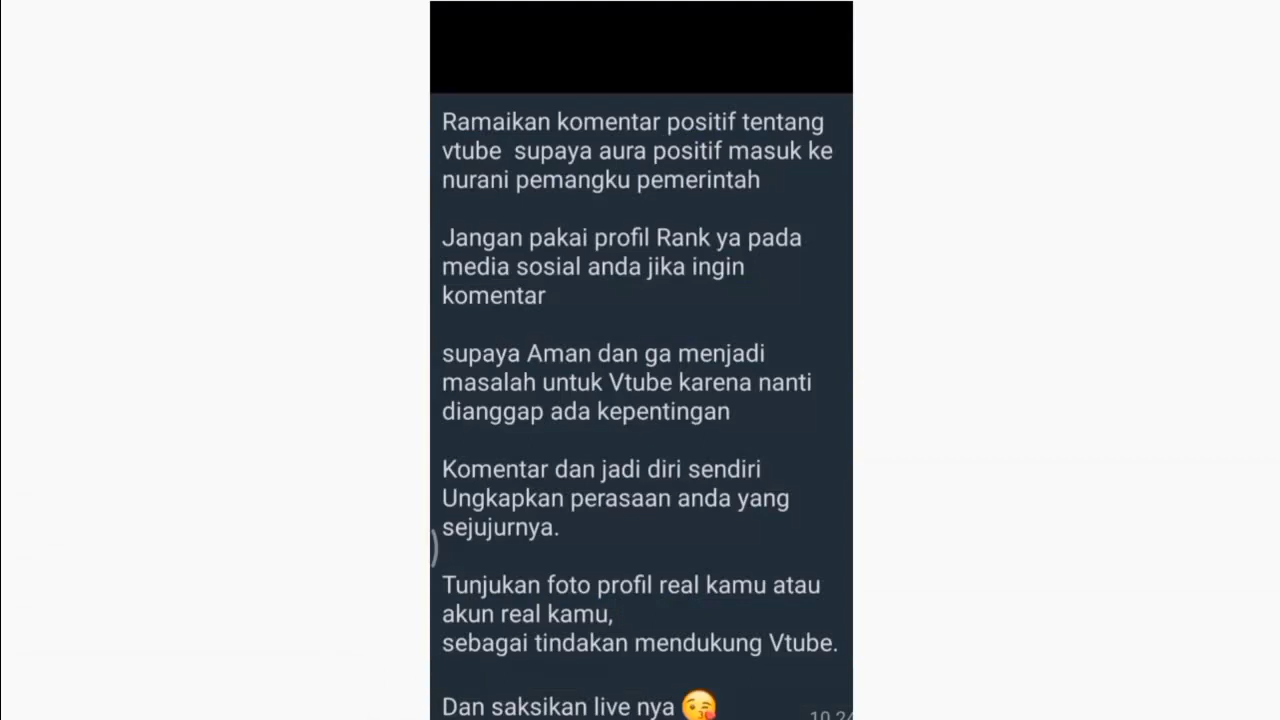 Ramaikan komentar positif tentang
vtube supaya aura positif masuk ke
nurani pemangku pemerintah
Jangan pakai profil Rank ya pada
media sosial anda jika ingin
komentar
supaya Aman dan ga menjadi
masalah untuk Vtube karena nanti
dianggap ada kepentingan
Komentar dan jadi diri sendiri
Ungkapkan perasaan anda yang
sejujurnya.
Tunjukan foto profil real kamu atau
akun real kamu,
sebagai tindakan mendukung Vtube.
Dan saksikan live nya 😘